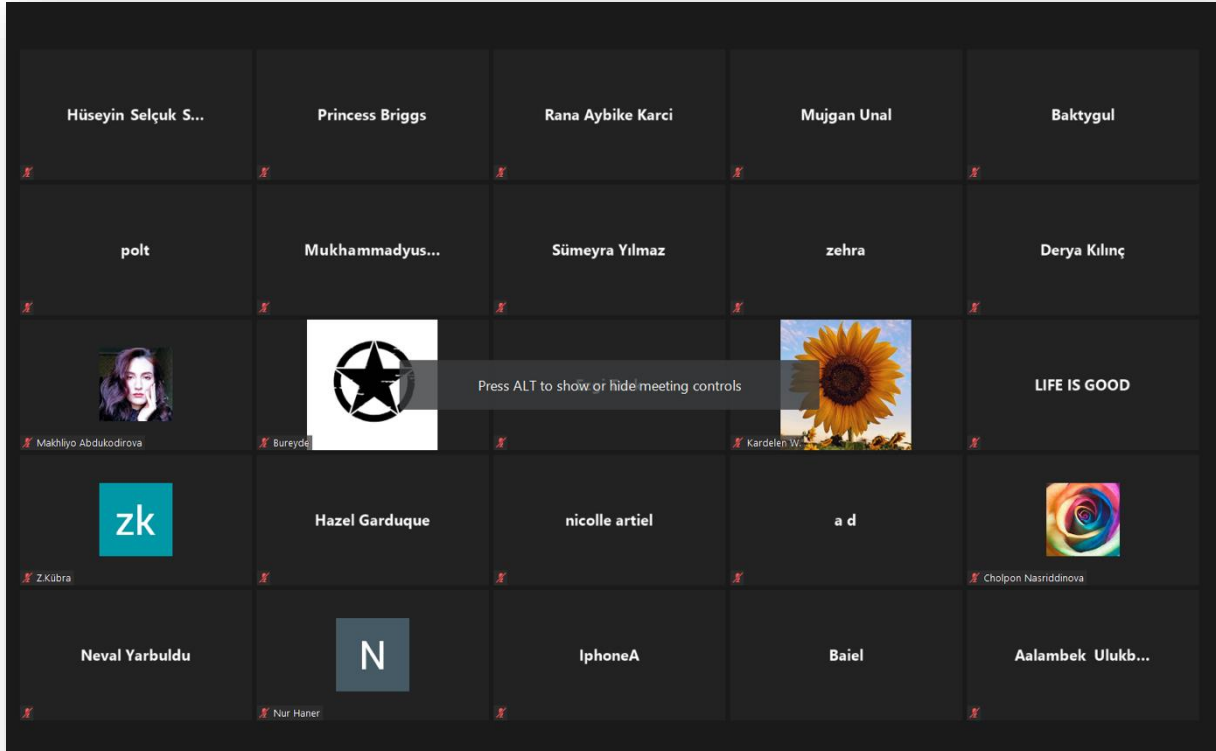 Hüseyin Selçuk S...
Princess Briggs
Rana Aybike Karci
Mujgan Unal
Baktygul
polt
Mukhammadyus...
Sümeyra Yılmaz
zehra
Derya Kılınç
Makhliyo Abdukodirova
Bureyde
Press ALT to show or hide meeting controls
Kardelen W.
LIFE IS GOOD
zk
Z.Kübra
Hazel Garduque
nicolle artiel
a d
Cholpon Nasriddinova
Neval Yarbuldu
N
Nur Haner
IphoneA
Baiel
Aalambek Ulukb...